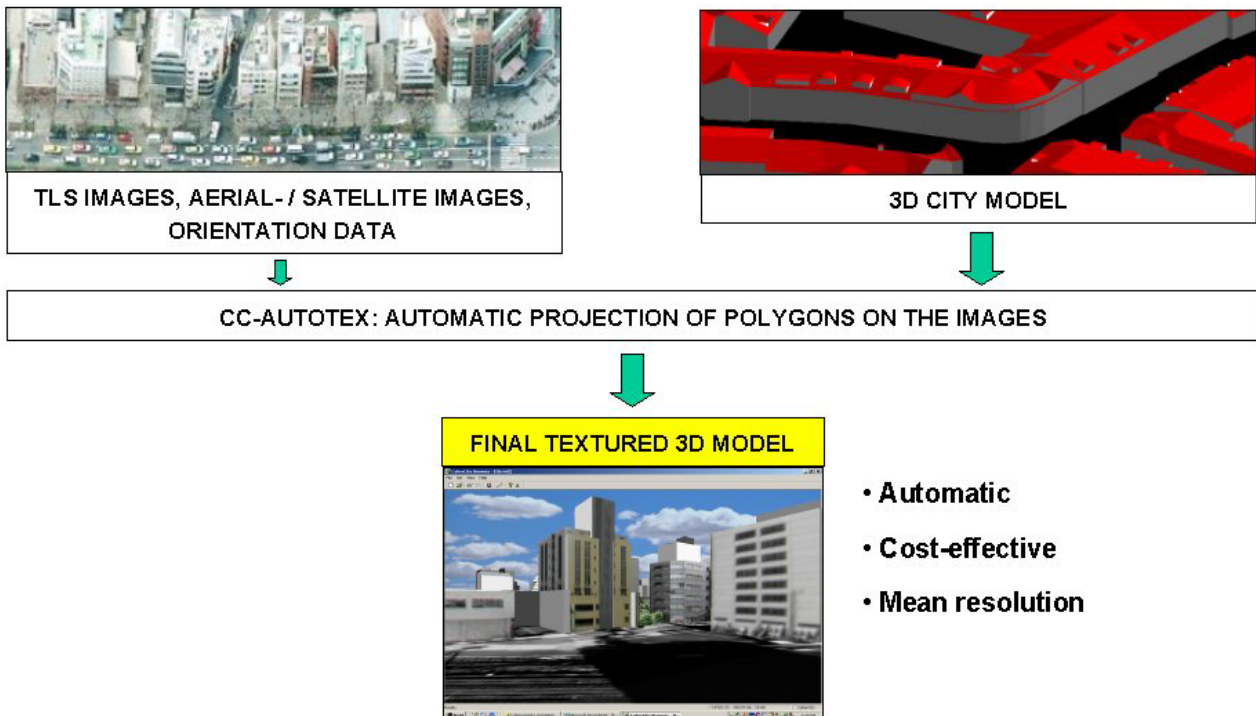 TLS IMAGES, AERIAL- / SATELLITE IMAGES,
ORIENTATION DATA
3D CITY MODEL
CC-AUTOTEX: AUTOMATIC PROJECTION OF POLYGONS ON THE IMAGES
FINAL TEXTURED 3D MODEL
• Automatic
• Cost-effective
• Mean resolution